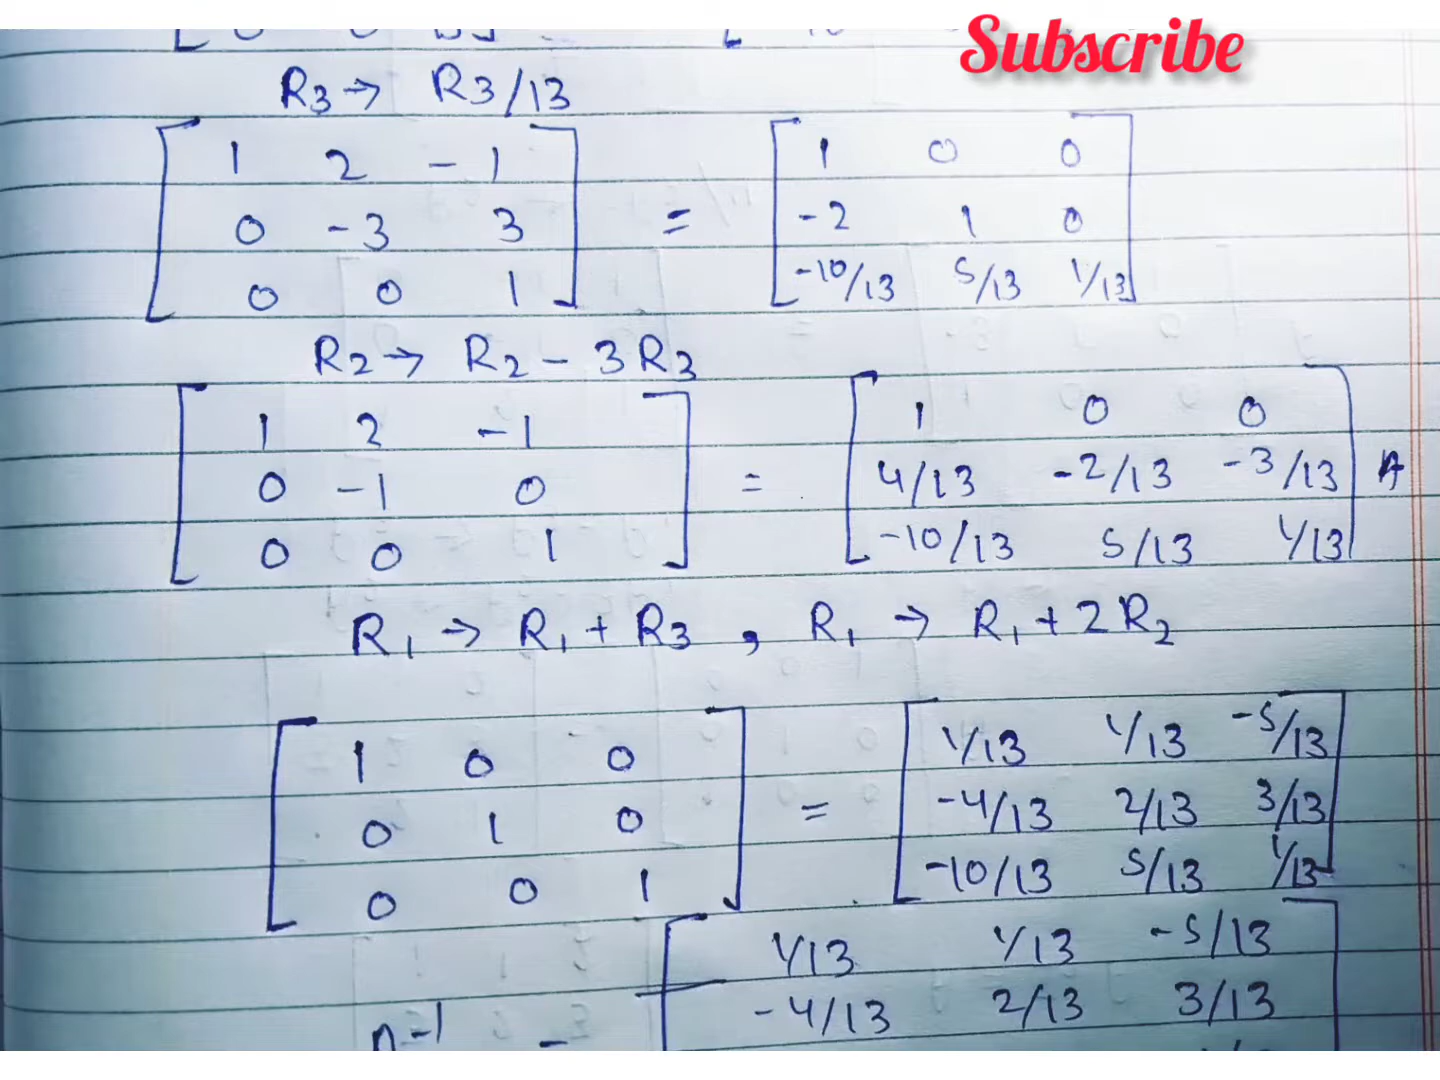 Subscribe
R3 → R3/13
1 2 -1 1 0 0
0 -3 3 = -2 1 0
0 0 1 -10/13 5/13 1/13
R2 → R2 - 3R3
1 2 -1 1 0 0
0 -1 0 = 4/13 -2/13 -3/13 A
0 0 1 -10/13 5/13 1/13
R1 → R1 + R3 , R1 → R1 + 2R2
1 0 0 1/13 1/13 -5/13
0 1 0 = -4/13 2/13 3/13
0 0 1 -10/13 5/13 1/13
1/13 1/13 -5/13
-4/13 2/13 3/13